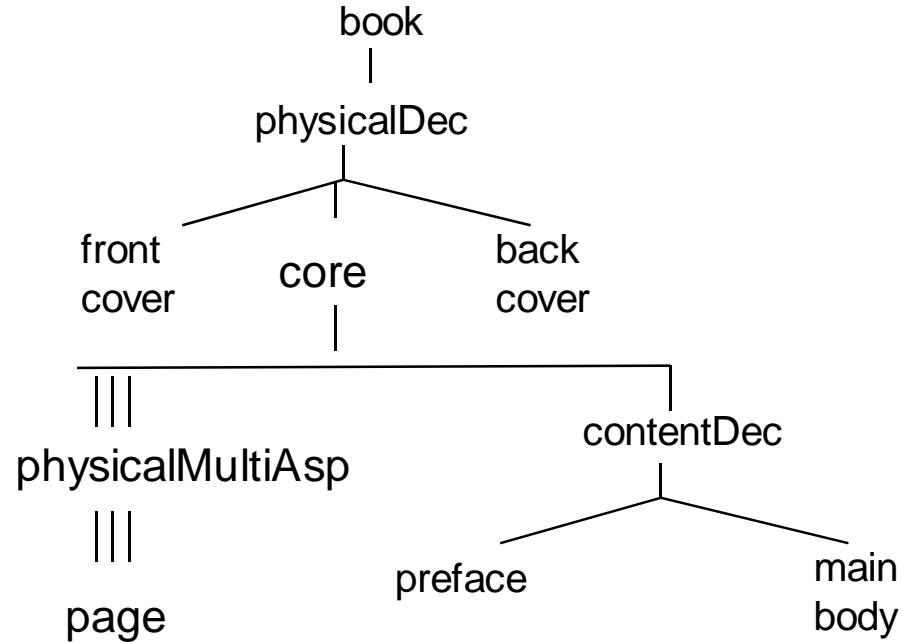 book
physicalDec
front
cover
core
back
cover
contentDec
physicalMultiAsp
preface
main
body
page